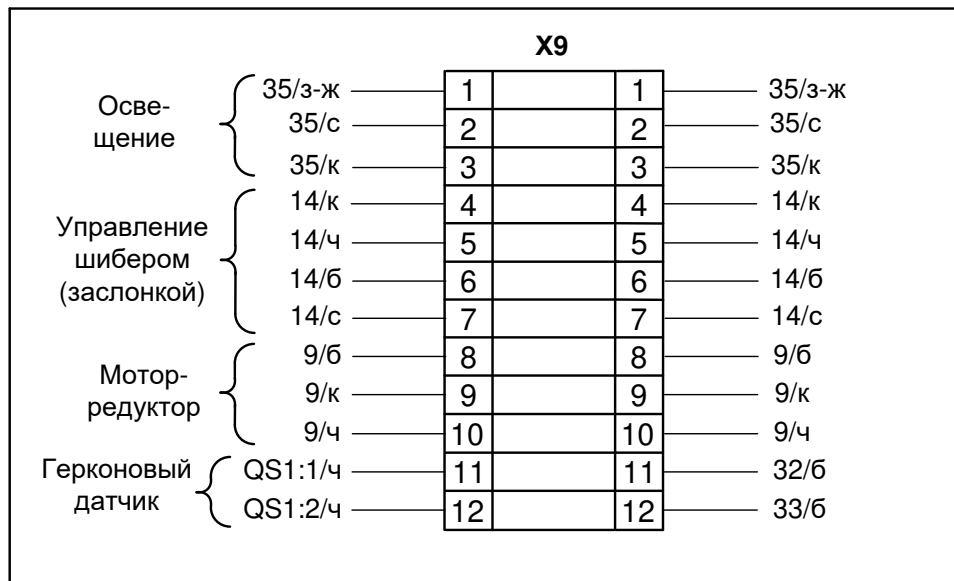 X9
Осве-
щение
35/з-ж 1 1 35/з-ж
35/с 2 2 35/с
35/к 3 3 35/к
Управление
шибером
(заслонкой)
14/к 4 4 14/к
14/ч 5 5 14/ч
14/б 6 6 14/б
14/с 7 7 14/с
Мотор-
редуктор
9/б 8 8 9/б
9/к 9 9 9/к
9/ч 10 10 9/ч
Герконовый
датчик
QS1:1/ч 11 11 32/б
QS1:2/ч 12 12 33/б